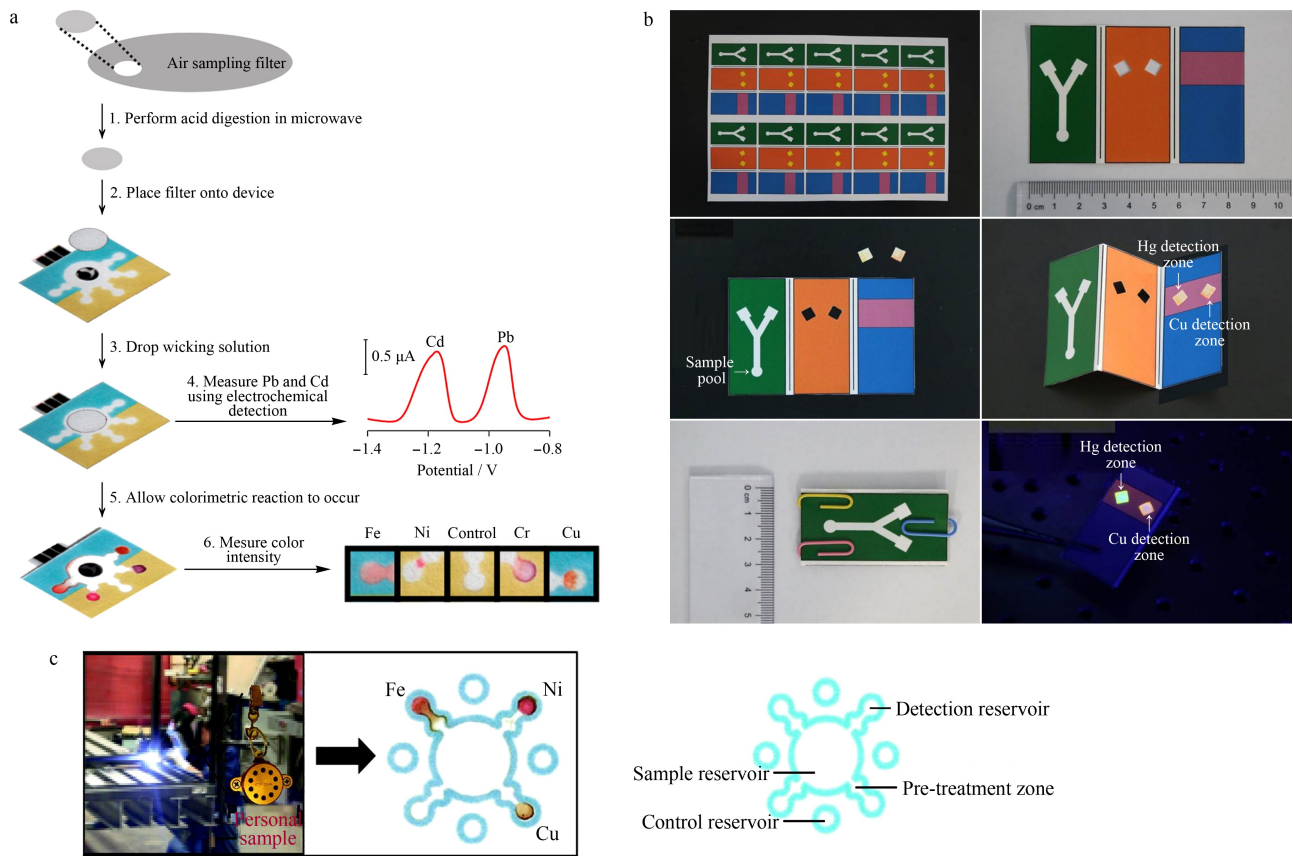 a
Air sampling filter
1. Perform acid digestion in microwave
2. Place filter onto device
3. Drop wicking solution
4. Measure Pb and Cd
using electrochemical
detection
0.5 μA
Cd
Pb
−1.4
−1.2
−1.0
−0.8
Potential / V
5. Allow colorimetric reaction to occur
6. Mesure color
intensity
Fe
Ni
Control
Cr
Cu
b
0 cm 1 2 3 4 5 6 7 8 9 10
Sample
pool
Hg detection
zone
Cu detection
zone
0 cm
1
2
3
4
5
Hg detection
zone
Cu detection
zone
c
Personal
sample
Fe
Ni
Cu
Detection reservoir
Sample reservoir
Pre-treatment zone
Control reservoir